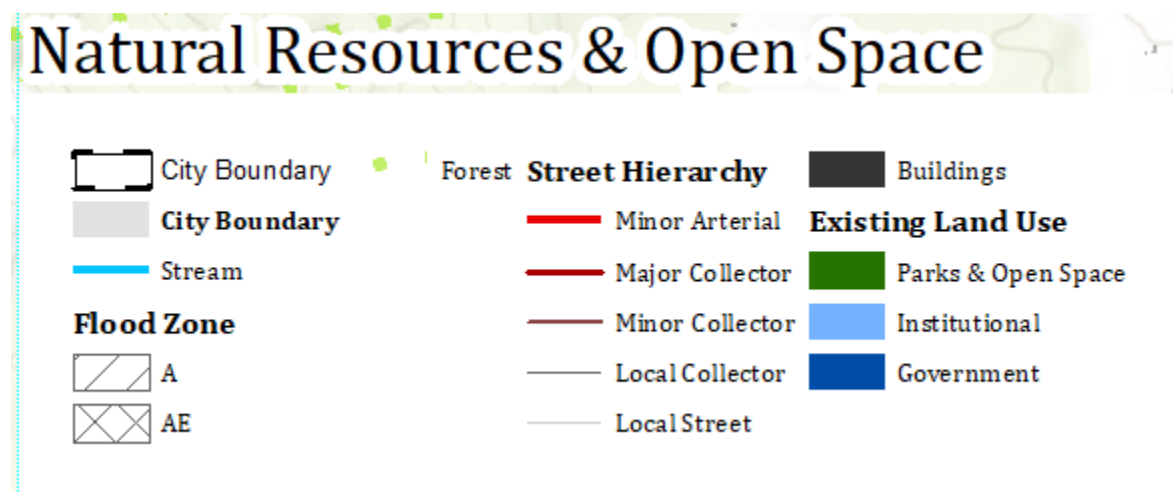 Natural Resources & Open Space
City Boundary
City Boundary
Stream
Flood Zone
A
AE
Forest
Street Hierarchy
Minor Arterial
Major Collector
Minor Collector
Local Collector
Local Street
Buildings
Existing Land Use
Parks & Open Space
Institutional
Government